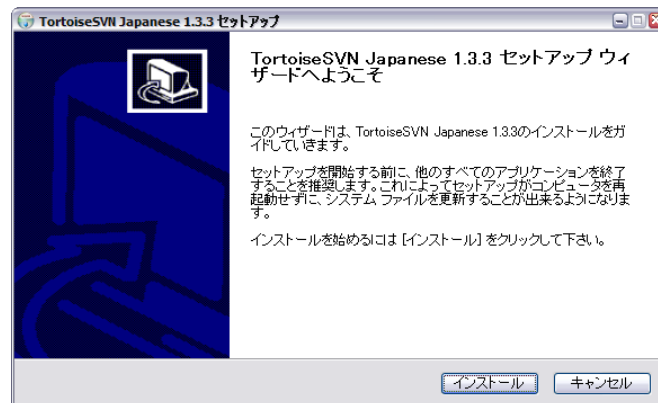 TortoiseSVN Japanese 1.3.3 セットアップ
TortoiseSVN Japanese 1.3.3 セットアップ ウィ
ザードへようこそ
このウィザードは、TortoiseSVN Japanese 1.3.3のインストールをガ
イドしていきます。
セットアップを開始する前に、他のすべてのアプリケーションを終了
することを推奨します。これによってセットアップがコンピュータを再
起動せずに、システム ファイルを更新することが出来るようになりま
す。
インストールを始めるには [インストール] をクリックして下さい。
インストール
キャンセル